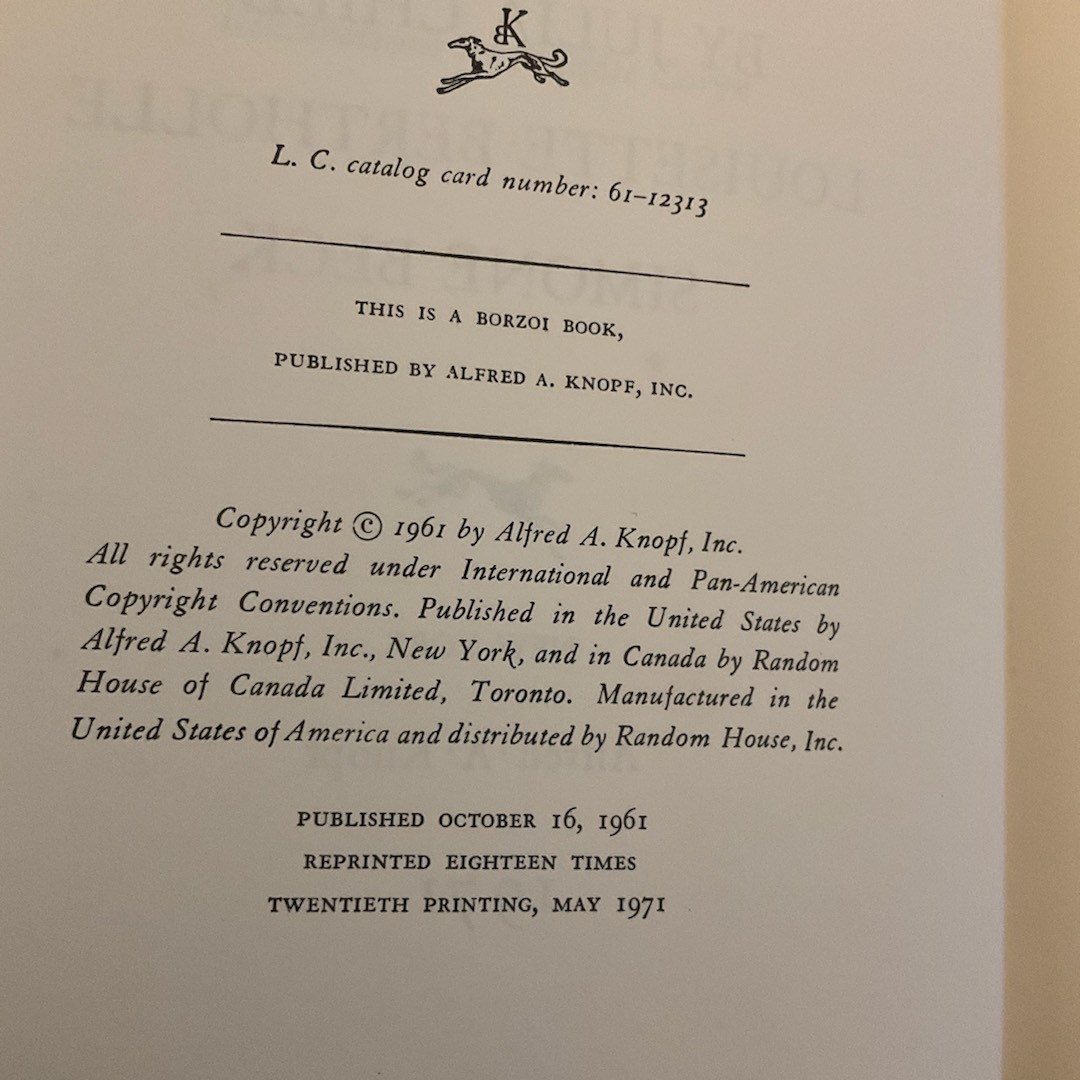 BK
L. C. catalog card number: 61–12313
THIS IS A BORZOI BOOK,
PUBLISHED BY ALFRED A. KNOPF, INC.
Copyright © 1961 by Alfred A. Knopf, Inc.
All rights reserved under International and Pan-American
Copyright Conventions. Published in the United States by
Alfred A. Knopf, Inc., New York, and in Canada by Random
House of Canada Limited, Toronto. Manufactured in the
United States of America and distributed by Random House, Inc.
PUBLISHED OCTOBER 16, 1961
REPRINTED EIGHTEEN TIMES
TWENTIETH PRINTING, MAY 1971